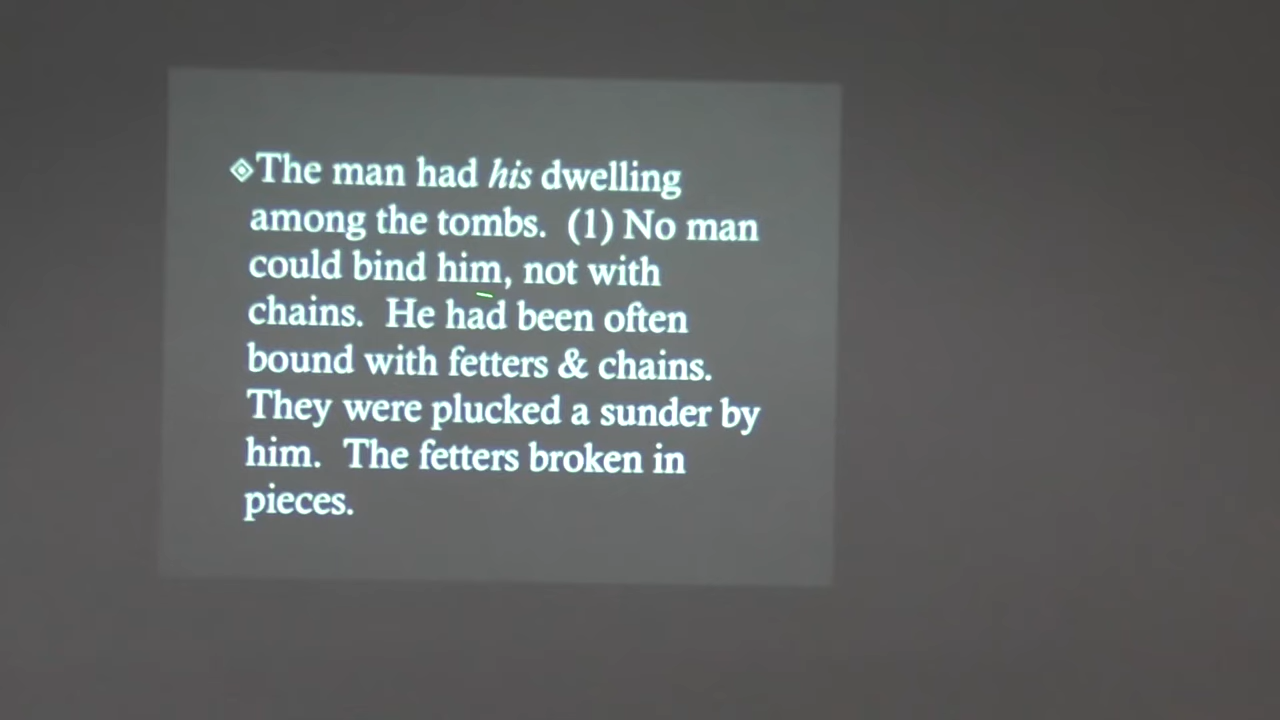 The man had his dwelling
among the tombs. (1) No man
could bind him, not with
chains. He had been often
bound with fetters & chains.
They were plucked a sunder by
him. The fetters broken in
pieces.